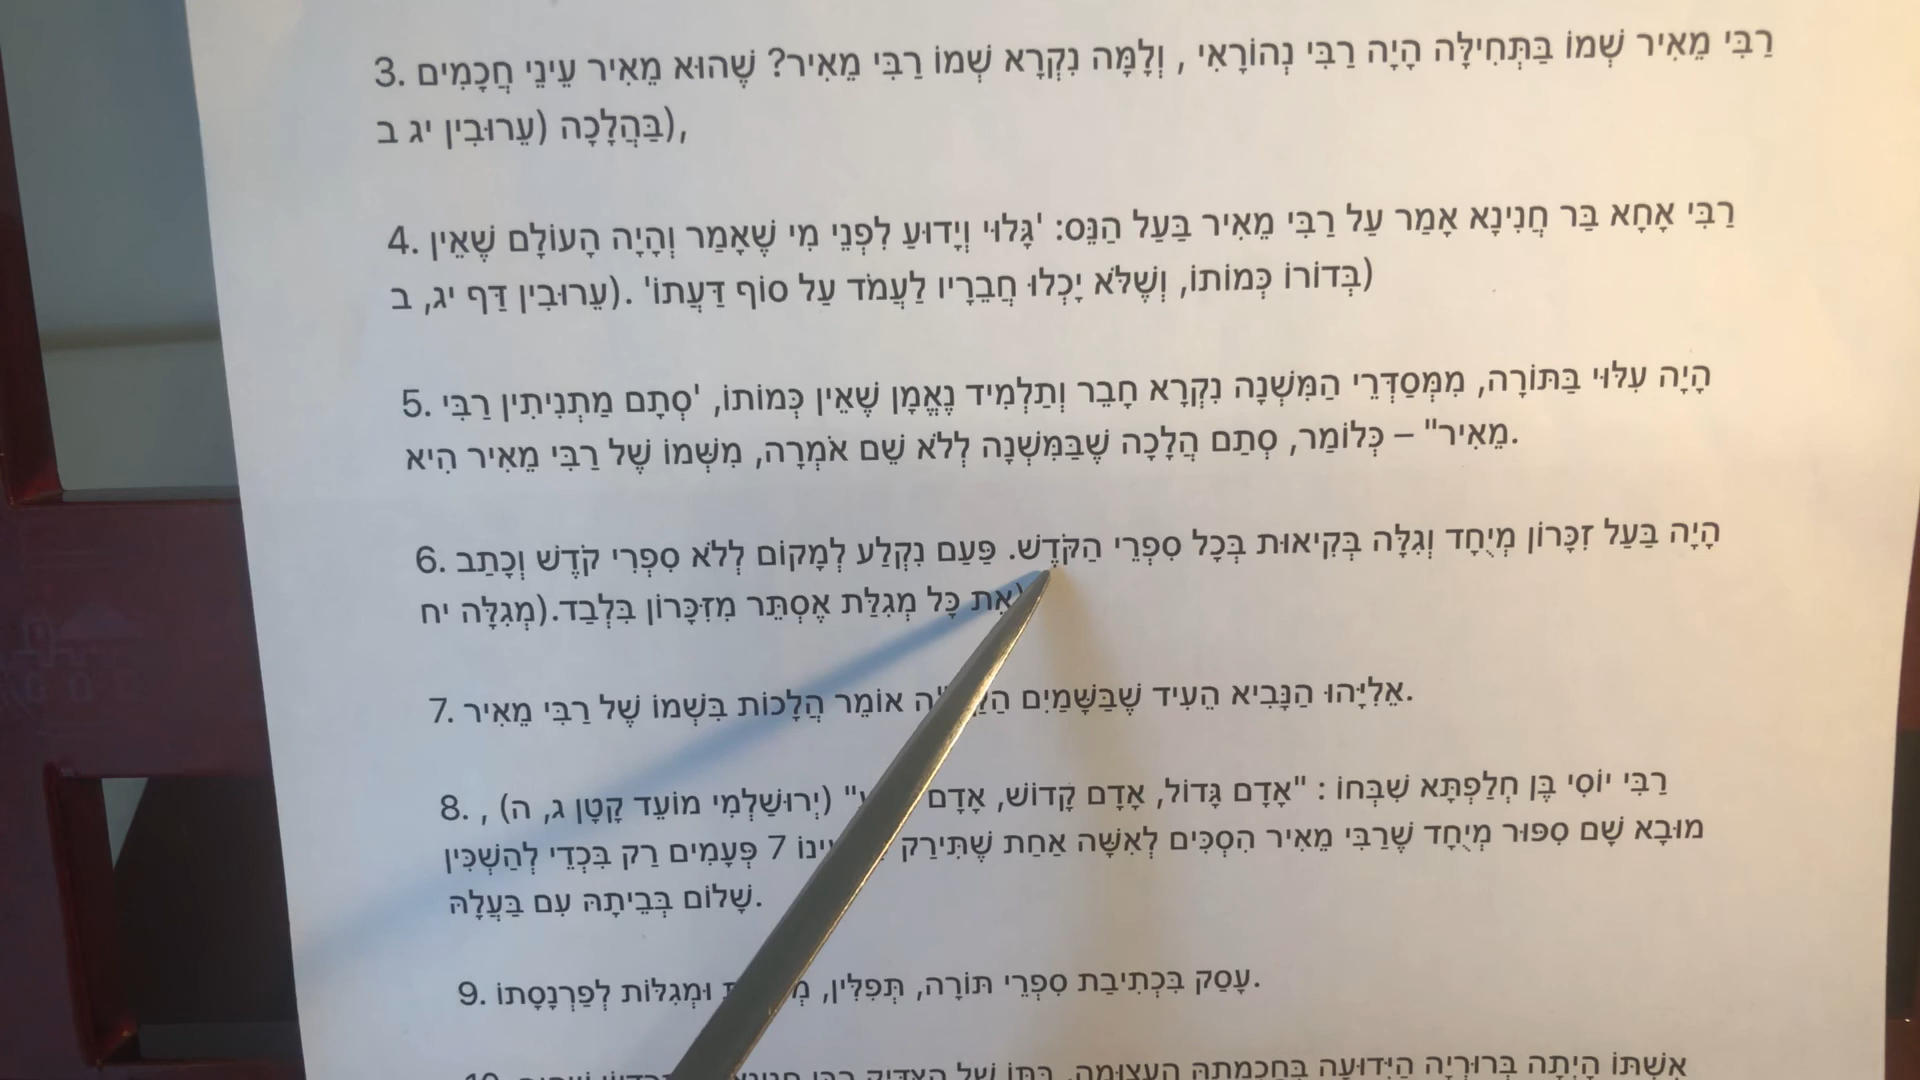 3. רַבִּי מֵאִיר שְׁמוֹ בַּתְּחִילָּה הָיָה רַבִּי נְהוֹרָאִי , וְלָמָּה נִקְרָא שְׁמוֹ רַבִּי מֵאִיר? שֶׁהוּא מֵאִיר עֵינֵי חֲכָמִים
בַּהֲלָכָה (עֵרוּבִין יג ב),
4. רַבִּי אָחָא בַּר חֲנִינָא אָמַר עַל רַבִּי מֵאִיר בַּעַל הַנֵּס: 'גָּלוּי וְיָדוּעַ לִפְנֵי מִי שֶׁאָמַר וְהָיָה הָעוֹלָם שֶׁאֵין
בְּדוֹרוֹ כְּמוֹתוֹ, וְשֶׁלֹּא יָכְלוּ חֲבֵרָיו לַעֲמֹד עַל סוֹף דַּעְתּוֹ' .(עֵרוּבִין דַּף יג, ב)
5. הָיָה עִלּוּי בַּתּוֹרָה, מִמְּסַדְּרֵי הַמִּשְׁנָה נִקְרָא חָבֵר וְתַלְמִיד נֶאֱמָן שֶׁאֵין כְּמוֹתוֹ, 'סְתָם מַתְנִיתִין רַבִּי
מֵאִיר" – כְּלוֹמַר, סְתַם הֲלָכָה שֶׁבַּמִּשְׁנָה לְלֹא שֵׁם אֹמְרָה, מִשְּׁמוֹ שֶׁל רַבִּי מֵאִיר הִיא.
6. הָיָה בַּעַל זִכָּרוֹן מְיֻחָד וְגִלָּה בְּקִיאוּת בְּכָל סִפְרֵי הַקֹּדֶשׁ. פַּעַם נִקְלַע לְמָקוֹם לְלֹא סִפְרֵי קֹדֶשׁ וְכָתַב
אֶת כָּל מְגִלַּת אֶסְתֵּר מִזִּכָּרוֹן בִּלְבַד.(מְגִלָּה יח)
7. אֵלִיָּהוּ הַנָּבִיא הֵעִיד שֶׁבַּשָּׁמַיִם אוֹמֵר הֲלָכוֹת בִּשְׁמוֹ שֶׁל רַבִּי מֵאִיר.
8. רַבִּי יוֹסֵי בֶּן חֲלַפְתָּא שִׁבְּחוֹ : "אָדָם גָּדוֹל, אָדָם קָדוֹשׁ, אָדָם " (יְרוּשַׁלְמִי מוֹעֵד קָטָן ג, ה) ,
מוּבָא שָׁם סִפּוּר מְיֻחָד שֶׁרַבִּי מֵאִיר הִסְכִּים לְאִשָּׁה אַחַת שֶׁתִּירַק 7 פְּעָמִים רַק בִּכְדֵי לְהַשְׁכִּין
שָׁלוֹם בְּבֵיתָהּ עִם בַּעֲלָהּ.
9. עָסַק בִּכְתִיבַת סִפְרֵי תּוֹרָה, תְּפִלִּין, וּמְגִלּוֹת לְפַרְנָסָתוֹ.
אִשְׁתּוֹ הָיְתָה בְּרוּרְיָה הַיְּדוּעָה בְּחָכְמָתָהּ הָעֲצוּמָה, בִּתּוֹ שֶׁל